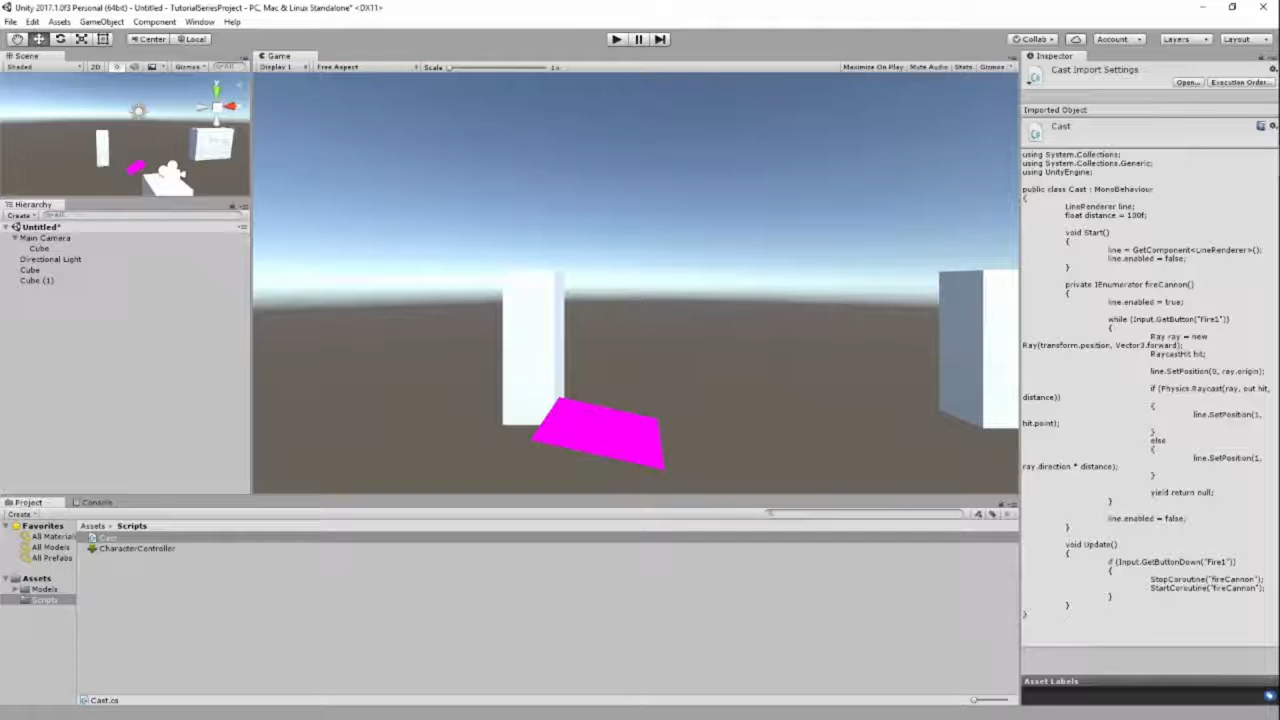 Unity 2017.1.0f3 Personal (64bit) - Untitled - TutorialSeriesProject - PC, Mac & Linux Standalone* <DX11>
File Edit Assets GameObject Component Window Help
Center Local Collab Account Layers Layout
Scene Game Inspector
Shaded 2D Gizmos Display 1 Free Aspect Scale 1x Maximize On Play Mute Audio Stats Gizmos
Cast Import Settings
Open... Execution Order...
Imported Object
Cast
using System.Collections;
using System.Collections.Generic;
using UnityEngine;
public class Cast : MonoBehaviour
{
LineRenderer line;
float distance = 100f;
void Start()
{
line = GetComponent<LineRenderer>();
line.enabled = false;
}
private IEnumerator fireCannon()
{
line.enabled = true;
while (Input.GetButton("Fire1"))
{
Ray ray = new
Ray(transform.position, Vector3.forward);
RaycastHit hit;
line.SetPosition(0, ray.origin);
if (Physics.Raycast(ray, out hit,
distance))
{
line.SetPosition(1,
hit.point);
}
else
{
line.SetPosition(1,
ray.direction * distance);
}
yield return null;
}
line.enabled = false;
}
void Update()
{
if (Input.GetButtonDown("Fire1"))
{
StopCoroutine("fireCannon");
StartCoroutine("fireCannon");
}
}
}
Asset Labels
Hierarchy
Create
Untitled*
Main Camera
Cube
Directional Light
Cube
Cube (1)
Project Console
Create
Favorites
All Material
All Models
All Prefabs
Assets
Models
Scripts
Assets Scripts
Cast
CharacterController
Cast.cs